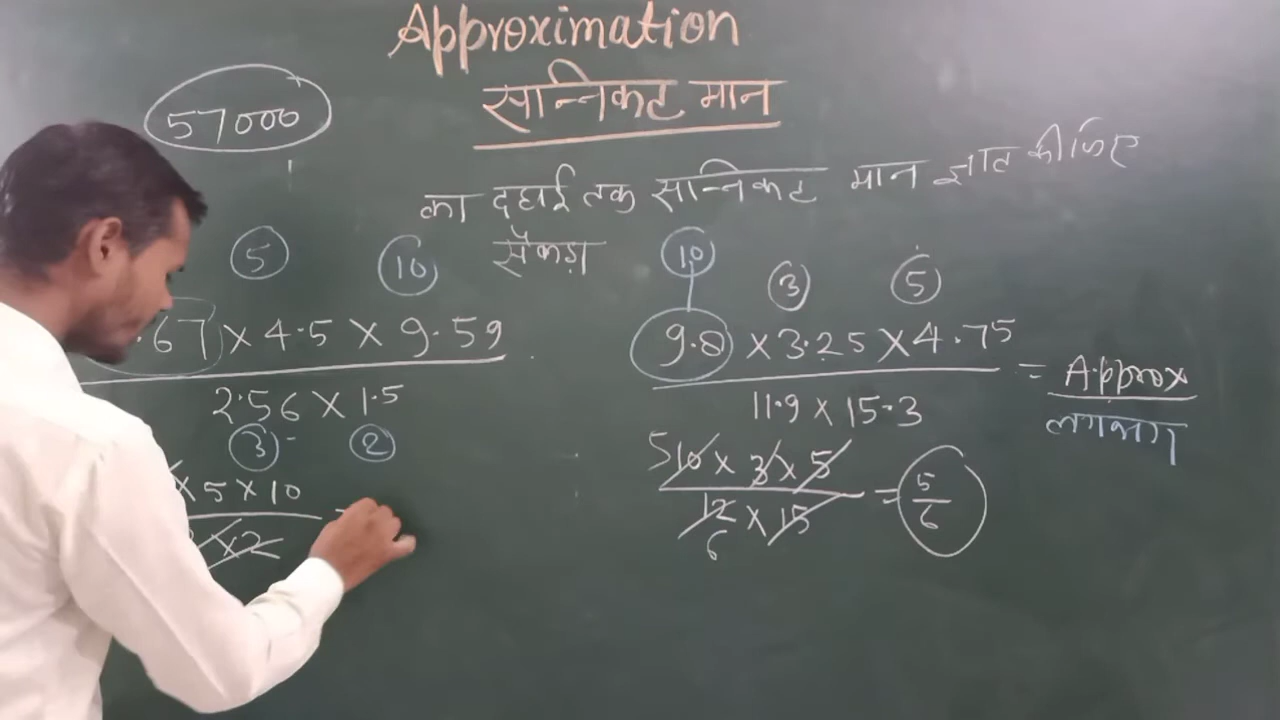 Approximation
सान्निकट मान
57000
का दहाई तक सान्निकट मान ज्ञात कीजिए
सैकड़ा
5 10
.67 × 4.5 × 9.59
2.56 × 1.5
3 2
× 5 × 10
× 2
=
10 3 5
9.8 × 3.25 × 4.75
11.9 × 15.3
= Approx
लगभग
5 10 × 3 × 5
12 × 15
6
= 5/6